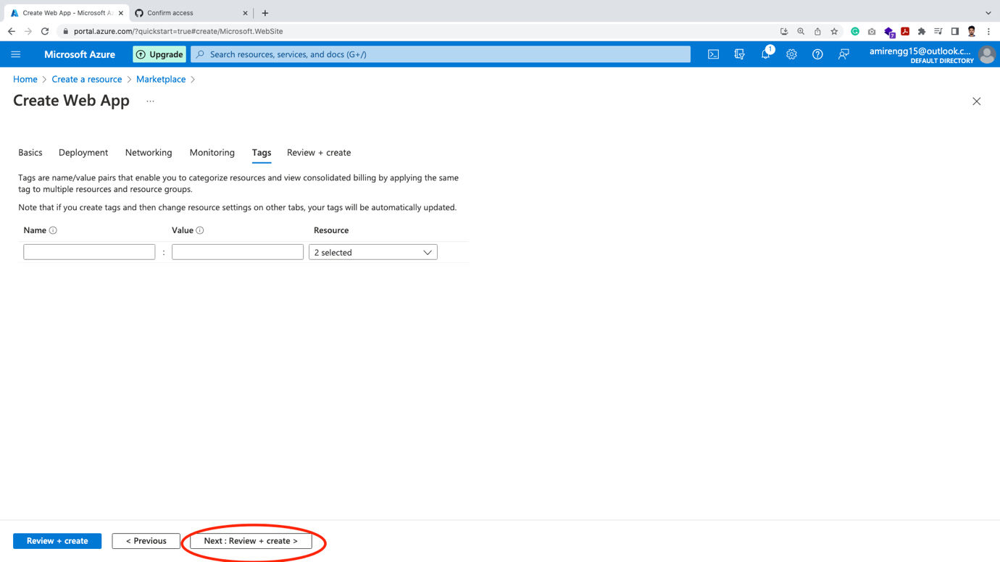 Create Web App - Microsoft Az
Confirm access
portal.azure.com/?quickstart=true#create/Microsoft.WebSite
7
Microsoft Azure
Upgrade
Search resources, services, and docs (G+/)
1
amirengg15@outlook.c...
DEFAULT DIRECTORY
Home > Create a resource > Marketplace >
Create Web App ...
Basics Deployment Networking Monitoring Tags Review + create
Tags are name/value pairs that enable you to categorize resources and view consolidated billing by applying the same
tag to multiple resources and resource groups.
Note that if you create tags and then change resource settings on other tabs, your tags will be automatically updated.
Name Value Resource
: 2 selected
Review + create < Previous Next : Review + create >